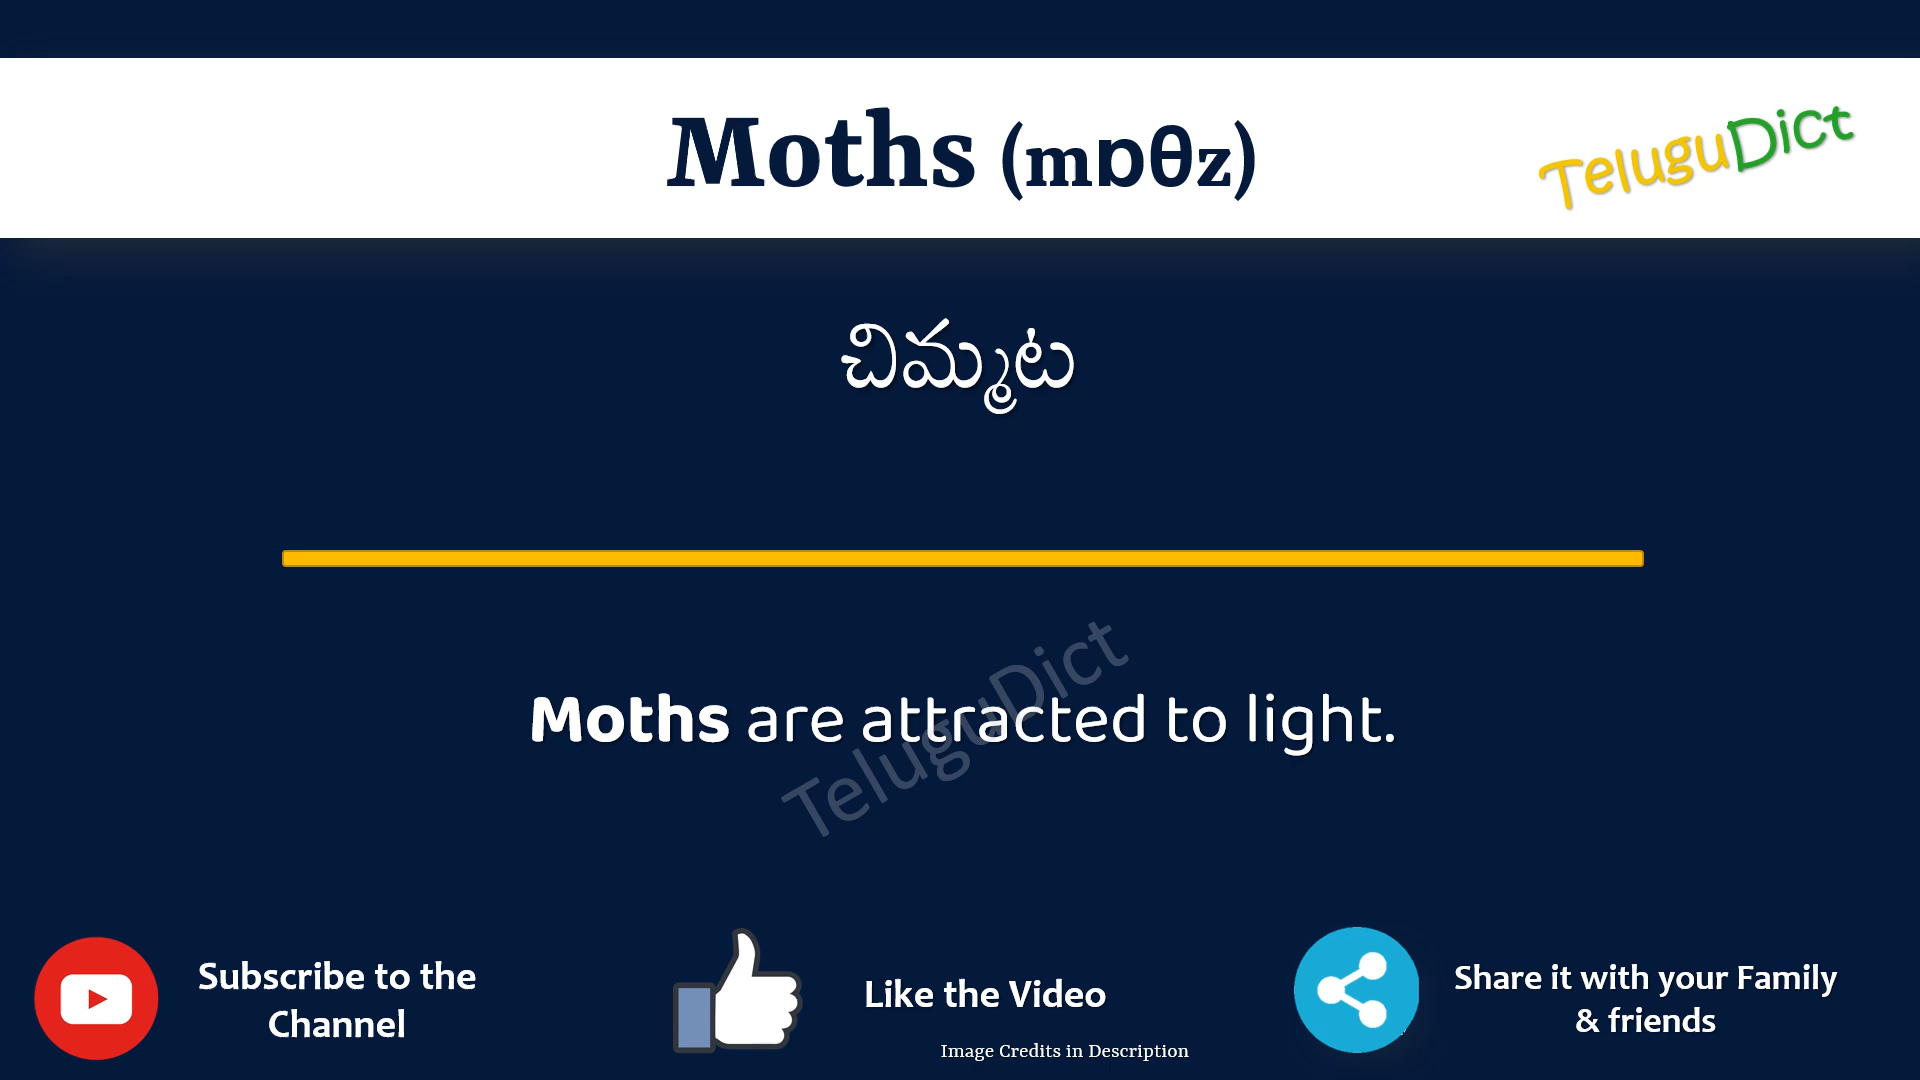 Moths (mɒθz)
TeluguDict
చిమ్మట
Moths are attracted to light.
TeluguDict
Subscribe to the
Channel
Like the Video
Share it with your Family
& friends
Image Credits in Description